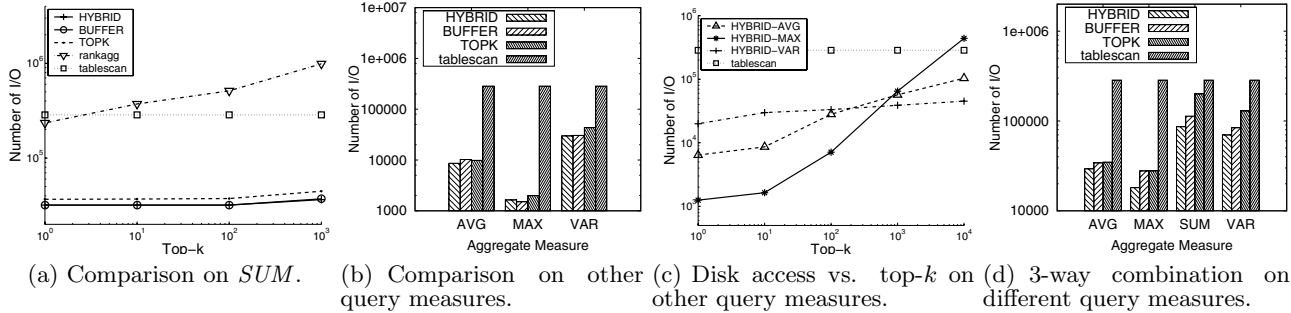 HYBRID
BUFFER
TOPK
rankagg
tablescan
Number of I/O
10^6
10^5
10^0
10^1
10^2
10^3
Top-k
(a) Comparison on SUM.
HYBRID
BUFFER
TOPK
tablescan
Number of I/O
1e+007
1e+006
100000
10000
1000
AVG MAX VAR
Aggregate Measure
(b) Comparison on other
query measures.
HYBRID-AVG
HYBRID-MAX
HYBRID-VAR
tablescan
Number of I/O
10^6
10^5
10^4
10^3
10^0
10^1
10^2
10^3
10^4
Top-k
(c) Disk access vs. top-k on
other query measures.
HYBRID
BUFFER
TOPK
tablescan
Number of I/O
1e+006
100000
10000
AVG MAX SUM VAR
Aggregate Measure
(d) 3-way combination on
different query measures.